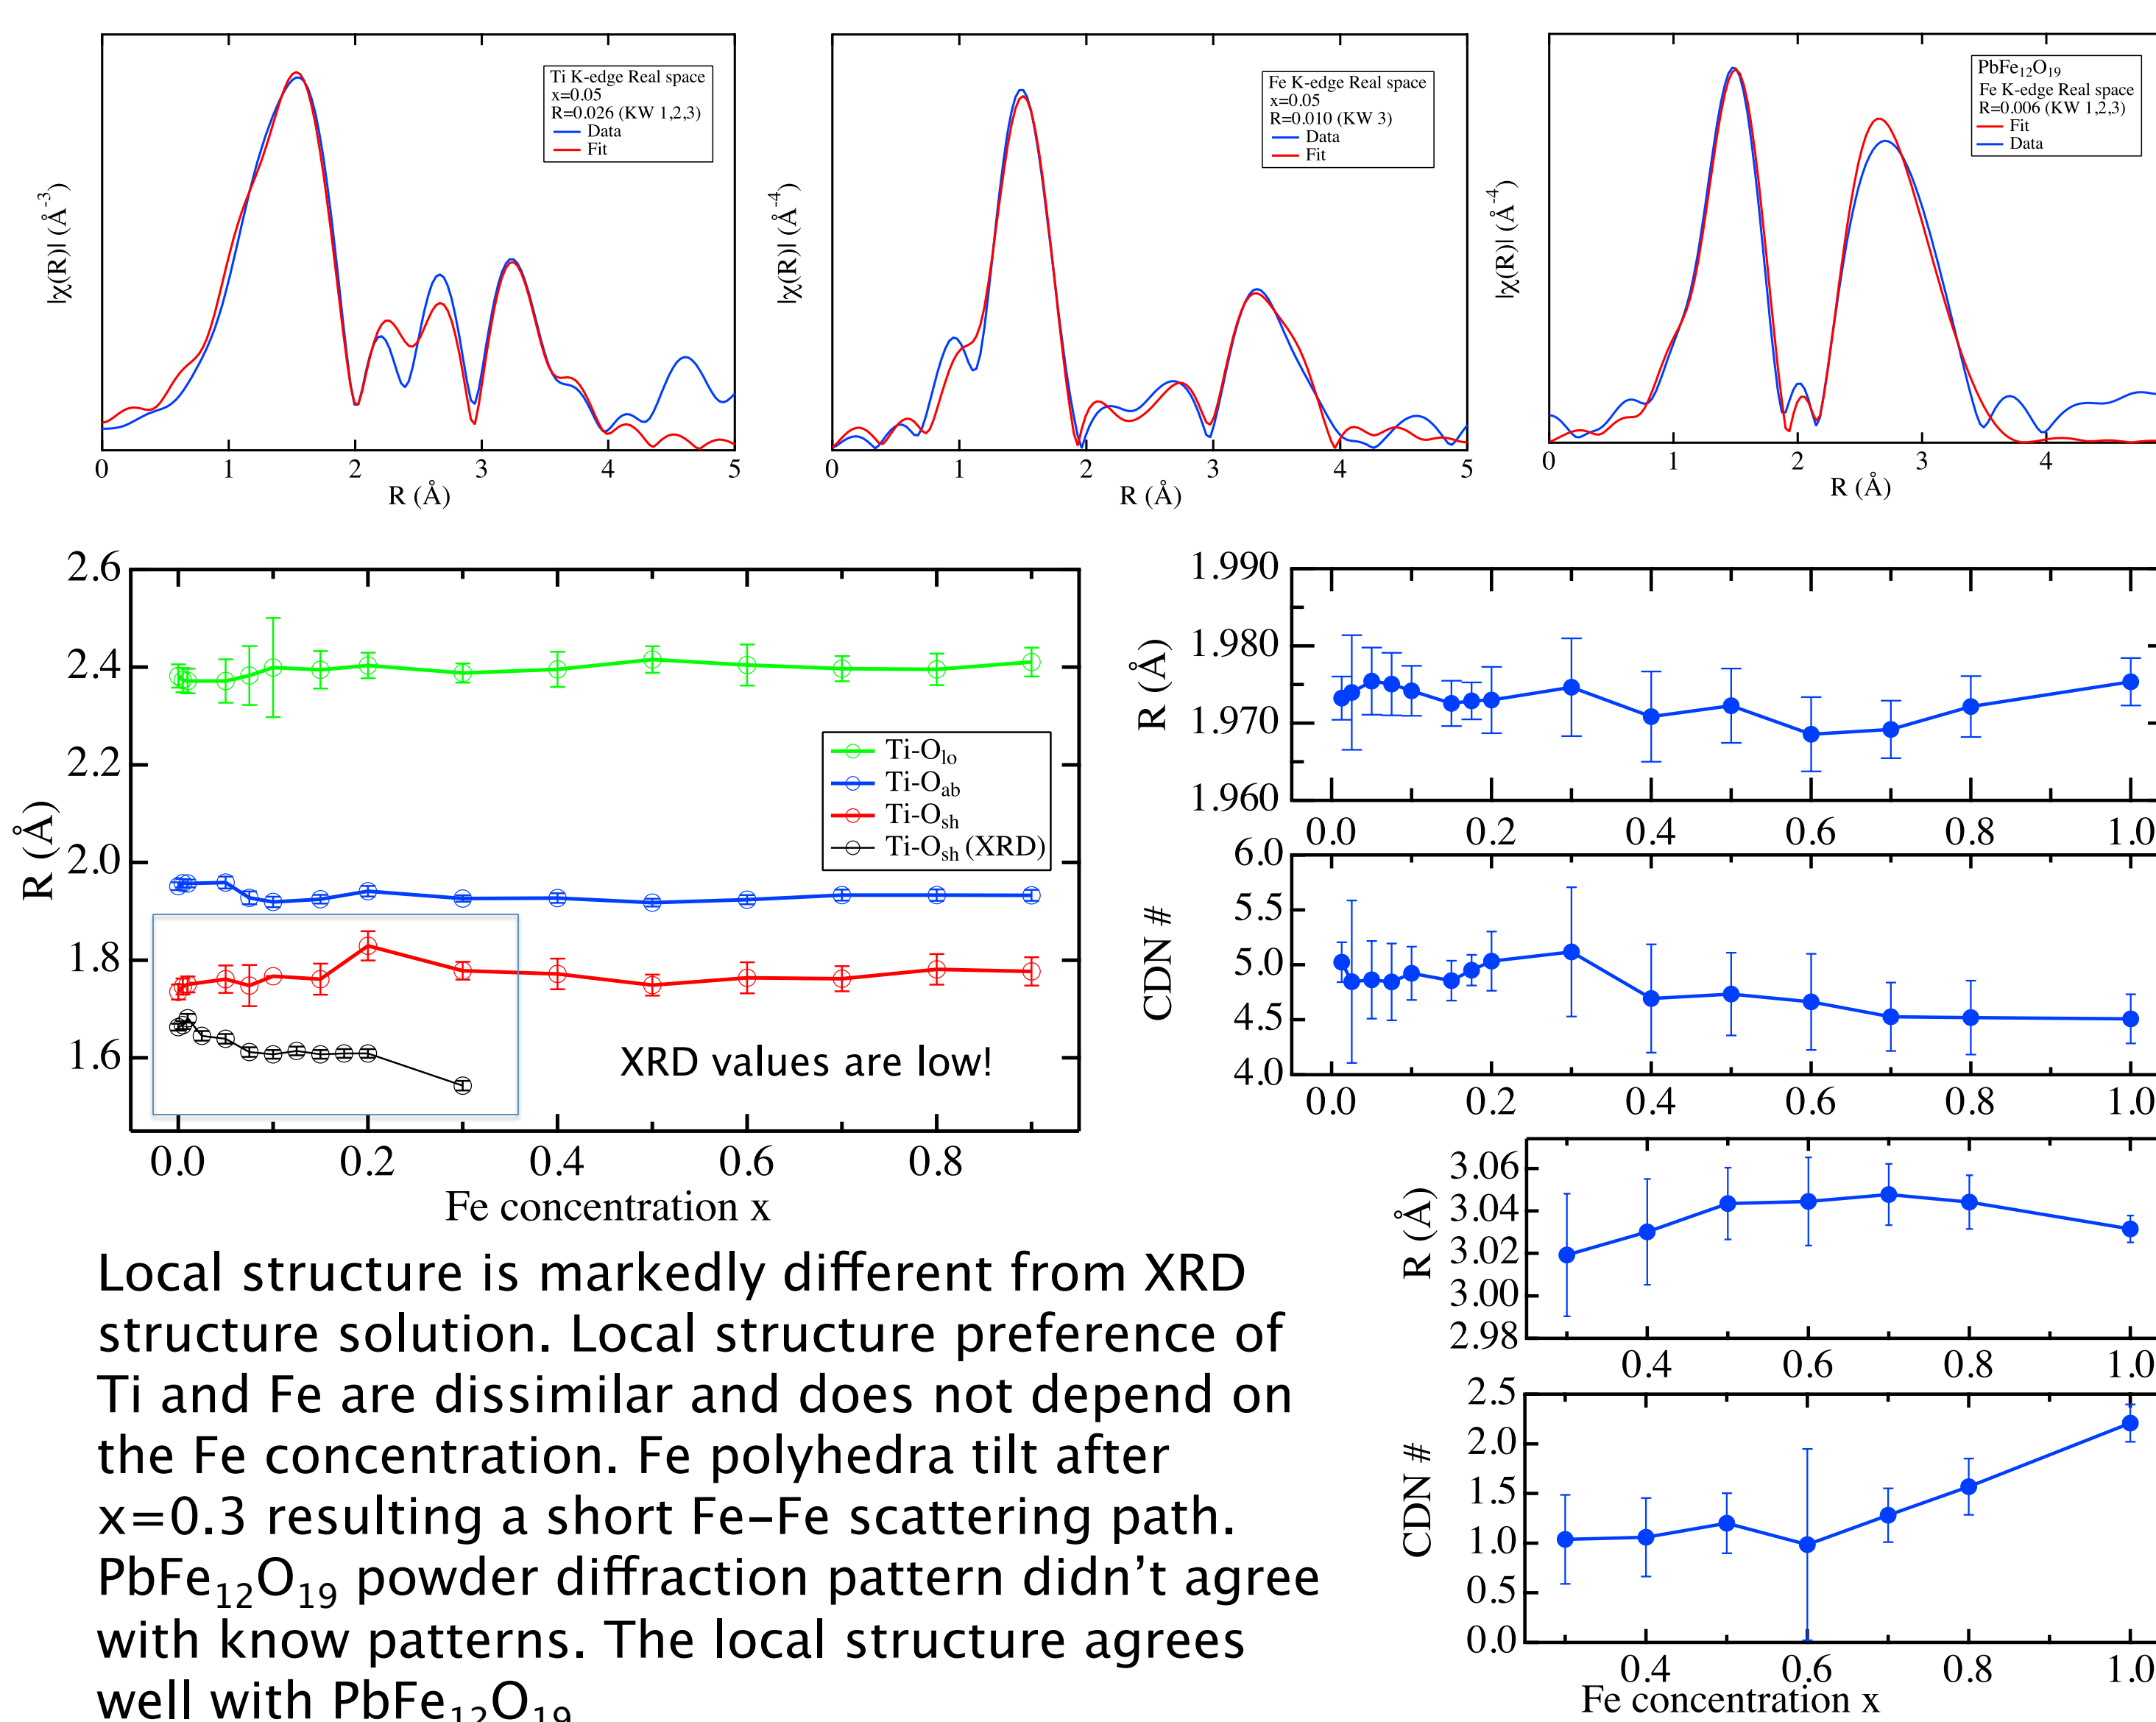 Ti K-edge Real space
x=0.05
R=0.026 (KW 1,2,3)
Data
Fit
|χ(R)| (Å⁻³)
0 1 2 3 4 5
R (Å)
Fe K-edge Real space
x=0.05
R=0.010 (KW 3)
Data
Fit
|χ(R)| (Å⁻⁴)
0 1 2 3 4 5
R (Å)
PbFe₁₂O₁₉
Fe K-edge Real space
R=0.006 (KW 1,2,3)
Fit
Data
|χ(R)| (Å⁻⁴)
0 1 2 3 4
R (Å)
2.6
2.4
2.2
2.0
1.8
1.6
R (Å)
Ti-Oₗₒ
Ti-Oab
Ti-Osh
Ti-Osh (XRD)
XRD values are low!
0.0 0.2 0.4 0.6 0.8
Fe concentration x
1.990
1.980
1.970
1.960
R (Å)
0.0 0.2 0.4 0.6 0.8 1.0
6.0
5.5
5.0
4.5
4.0
CDN #
0.0 0.2 0.4 0.6 0.8 1.0
3.06
3.04
3.02
3.00
2.98
R (Å)
0.4 0.6 0.8 1.0
2.5
2.0
1.5
1.0
0.5
0.0
CDN #
0.4 0.6 0.8 1.0
Fe concentration x
Local structure is markedly different from XRD
structure solution. Local structure preference of
Ti and Fe are dissimilar and does not depend on
the Fe concentration. Fe polyhedra tilt after
x=0.3 resulting a short Fe–Fe scattering path.
PbFe₁₂O₁₉ powder diffraction pattern didn't agree
with know patterns. The local structure agrees
well with PbFe₁₂O₁₉